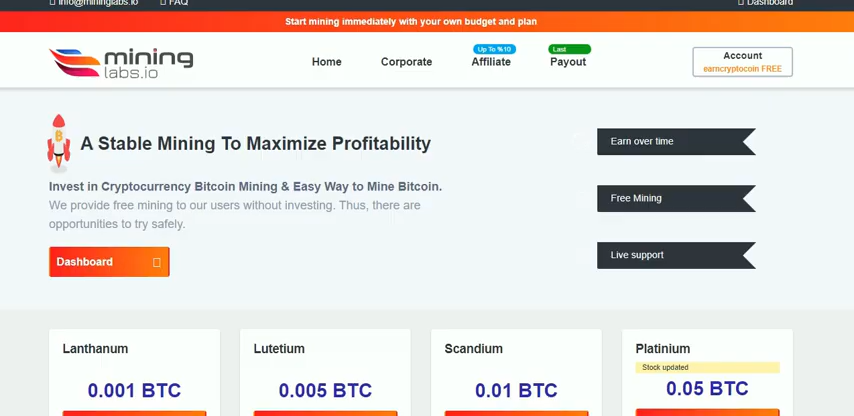 info@mininglabs.io FAQ Dashboard
Start mining immediately with your own budget and plan
mining
labs.io
Up To %10
Last
Home Corporate Affiliate Payout
Account
earncryptocoin FREE
A Stable Mining To Maximize Profitability
Invest in Cryptocurrency Bitcoin Mining & Easy Way to Mine Bitcoin.
We provide free mining to our users without investing. Thus, there are
opportunities to try safely.
Dashboard
Earn over time
Free Mining
Live support
Lanthanum
0.001 BTC
Lutetium
0.005 BTC
Scandium
0.01 BTC
Platinium
Stock updated
0.05 BTC